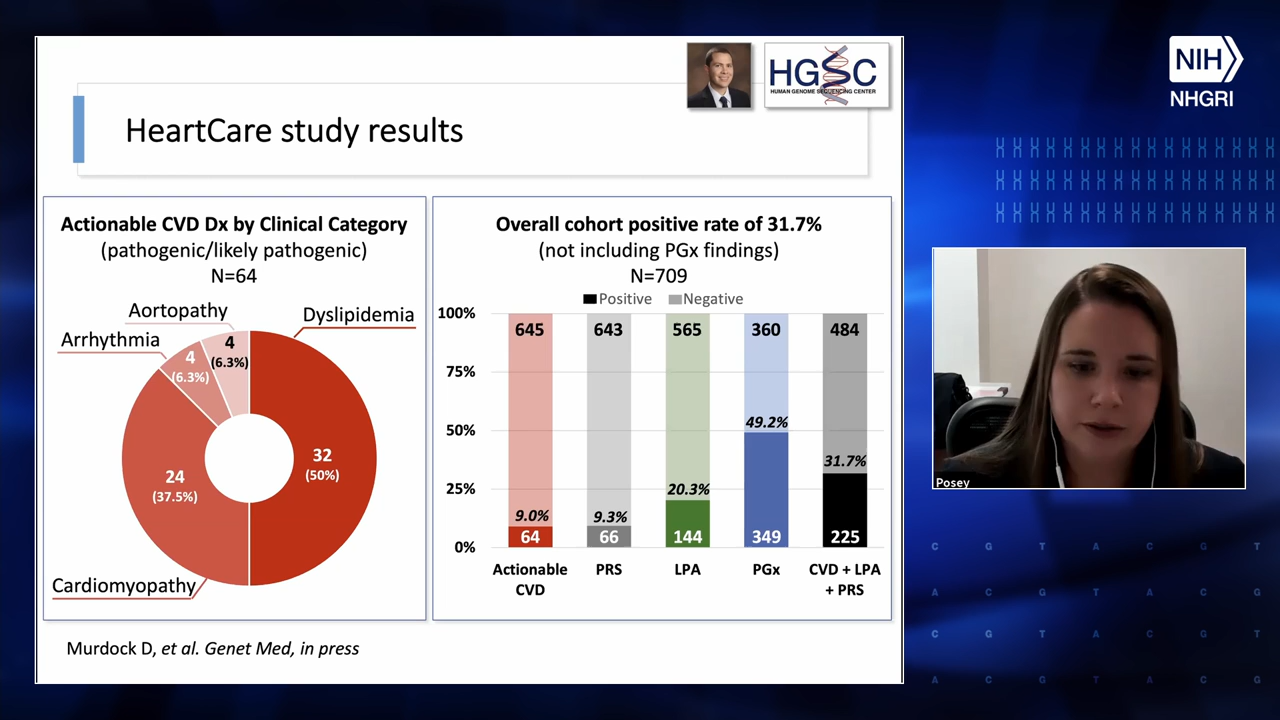 HeartCare study results
HGSC
HUMAN GENOME SEQUENCING CENTER
NIH
NHGRI
Actionable CVD Dx by Clinical Category
(pathogenic/likely pathogenic)
N=64
Aortopathy
Dyslipidemia
Arrhythmia
4
(6.3%)
4
(6.3%)
32
(50%)
24
(37.5%)
Cardiomyopathy
Overall cohort positive rate of 31.7%
(not including PGx findings)
N=709
Positive Negative
100%
75%
50%
25%
0%
645 643 565 360 484
9.0% 9.3% 20.3% 49.2% 31.7%
64 66 144 349 225
Actionable CVD
PRS
LPA
PGx
CVD + LPA + PRS
Murdock D, et al. Genet Med, in press
Posey
C G T A C G T
A C G T A C G
C G T A C G T
A C G T A C G